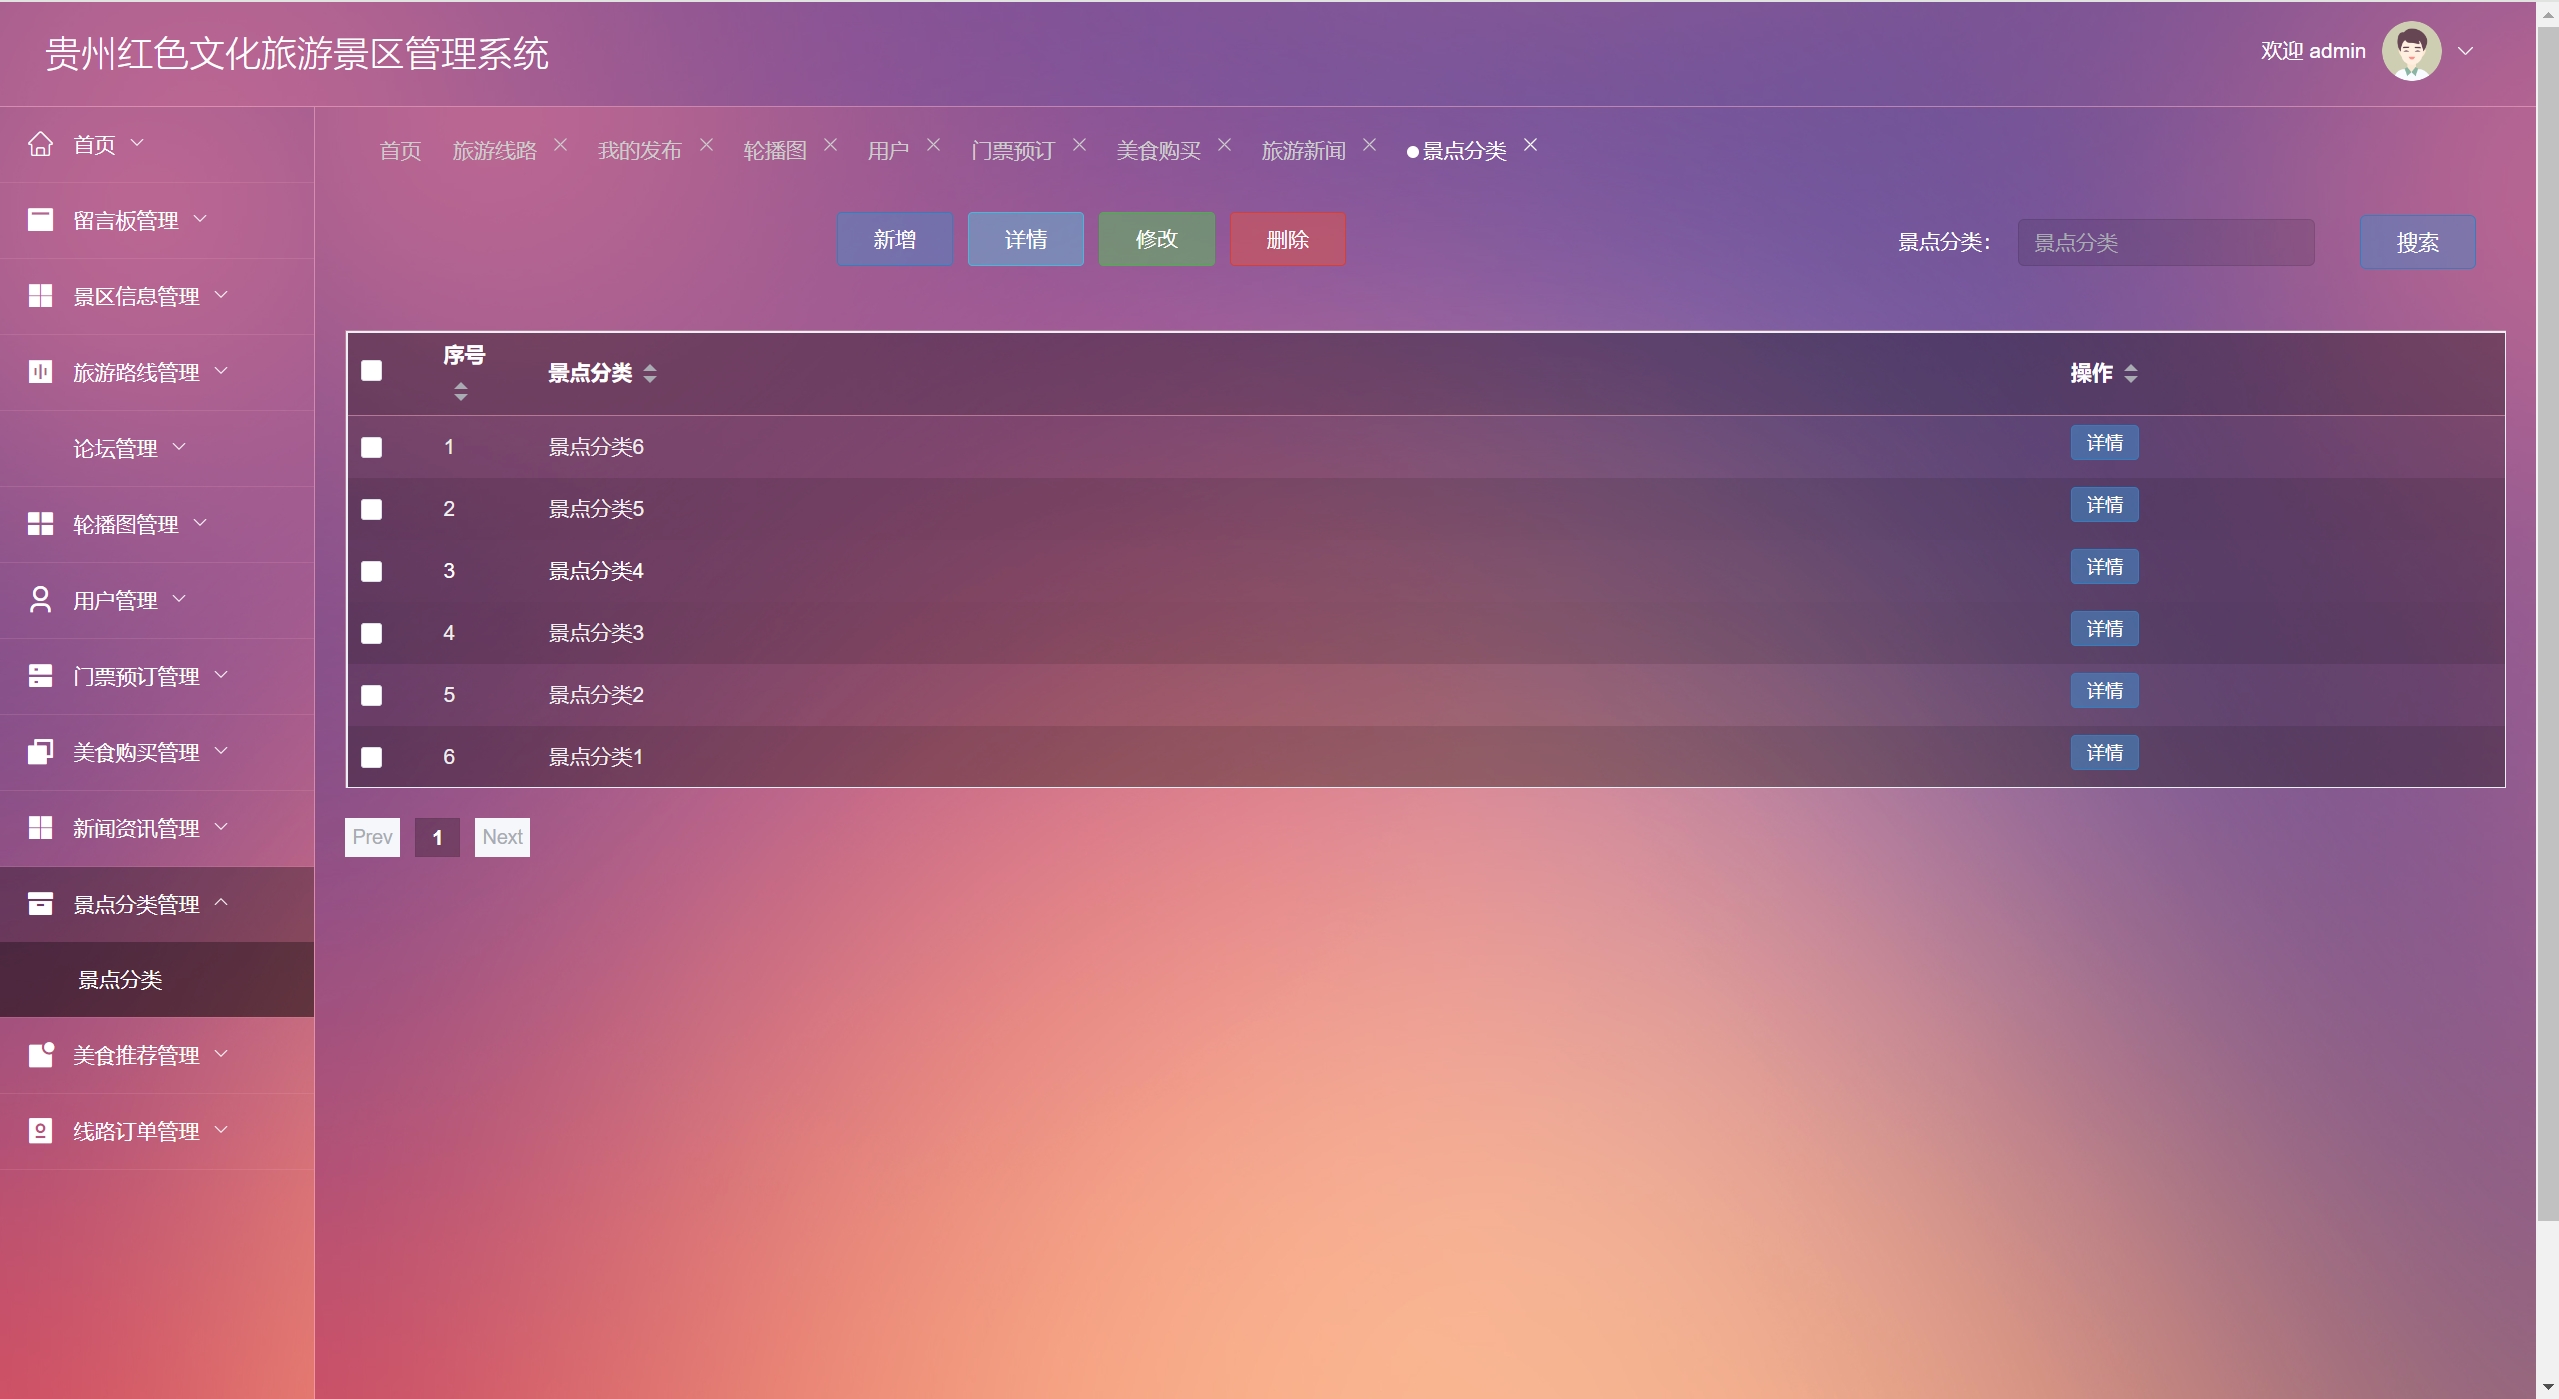 贵州红色文化旅游景区管理系统
欢迎 admin
首页
留言板管理
景区信息管理
旅游路线管理
论坛管理
轮播图管理
用户管理
门票预订管理
美食购买管理
新闻资讯管理
景点分类管理
景点分类
美食推荐管理
线路订单管理
首页 旅游线路 我的发布 轮播图 用户 门票预订 美食购买 旅游新闻 景点分类
新增 详情 修改 删除 景点分类: 景点分类 搜索
序号 景点分类 操作
1 景点分类6 详情
2 景点分类5 详情
3 景点分类4 详情
4 景点分类3 详情
5 景点分类2 详情
6 景点分类1 详情
Prev 1 Next